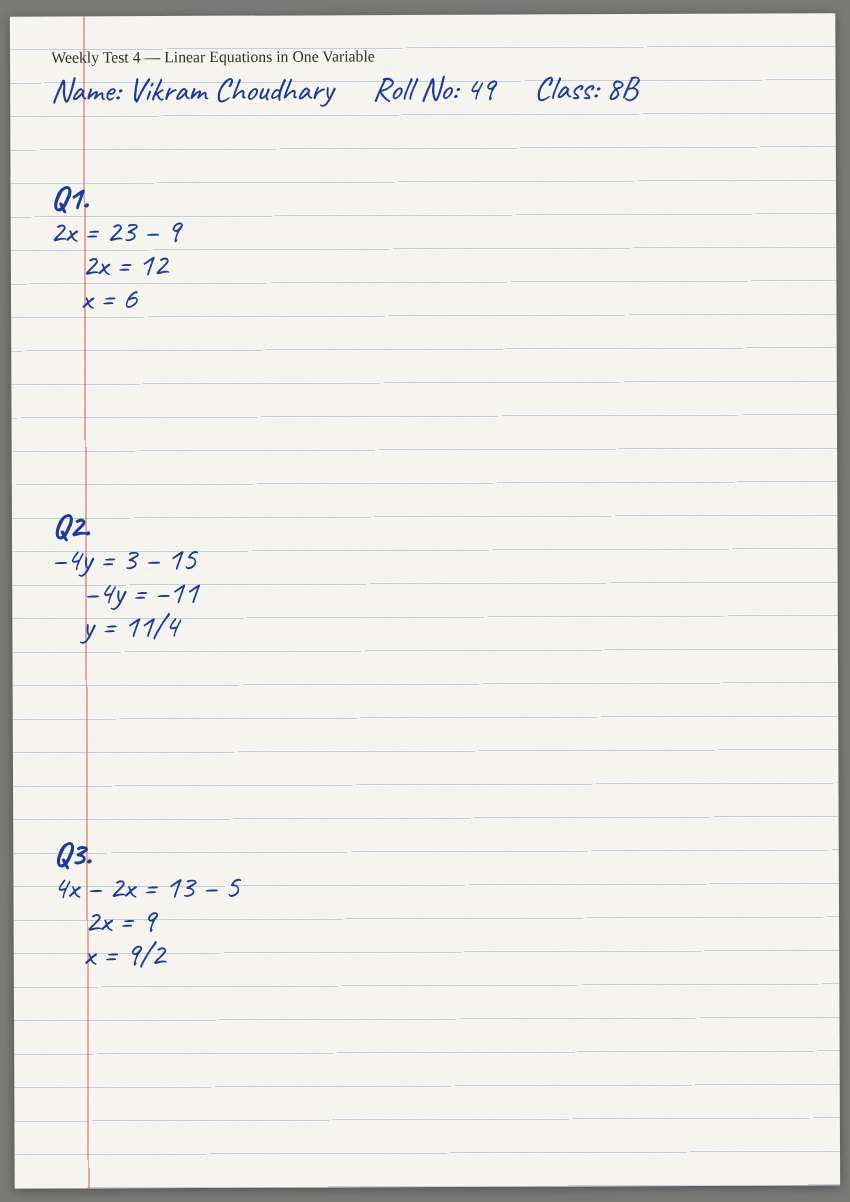 Weekly Test 4 — Linear Equations in One Variable
Name: Vikram Choudhary Roll No: 49 Class: 8B
Q1.
2x = 23 – 9
2x = 12
x = 6
Q2.
–4y = 3 – 15
–4y = –11
y = 11/4
Q3.
4x – 2x = 13 – 5
2x = 9
x = 9/2